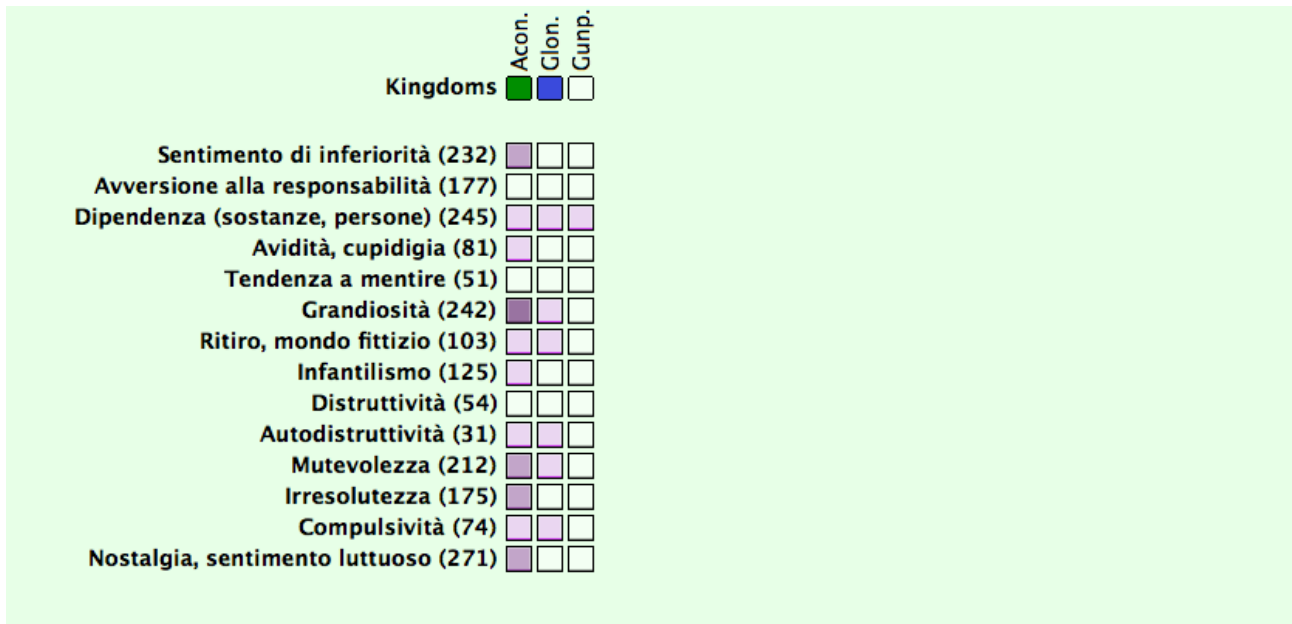 Acon. Glon. Gunp.
Kingdoms
Sentimento di inferiorità (232)
Avversione alla responsabilità (177)
Dipendenza (sostanze, persone) (245)
Avidità, cupidigia (81)
Tendenza a mentire (51)
Grandiosità (242)
Ritiro, mondo fittizio (103)
Infantilismo (125)
Distruttività (54)
Autodistruttività (31)
Mutevolezza (212)
Irresolutezza (175)
Compulsività (74)
Nostalgia, sentimento luttuoso (271)